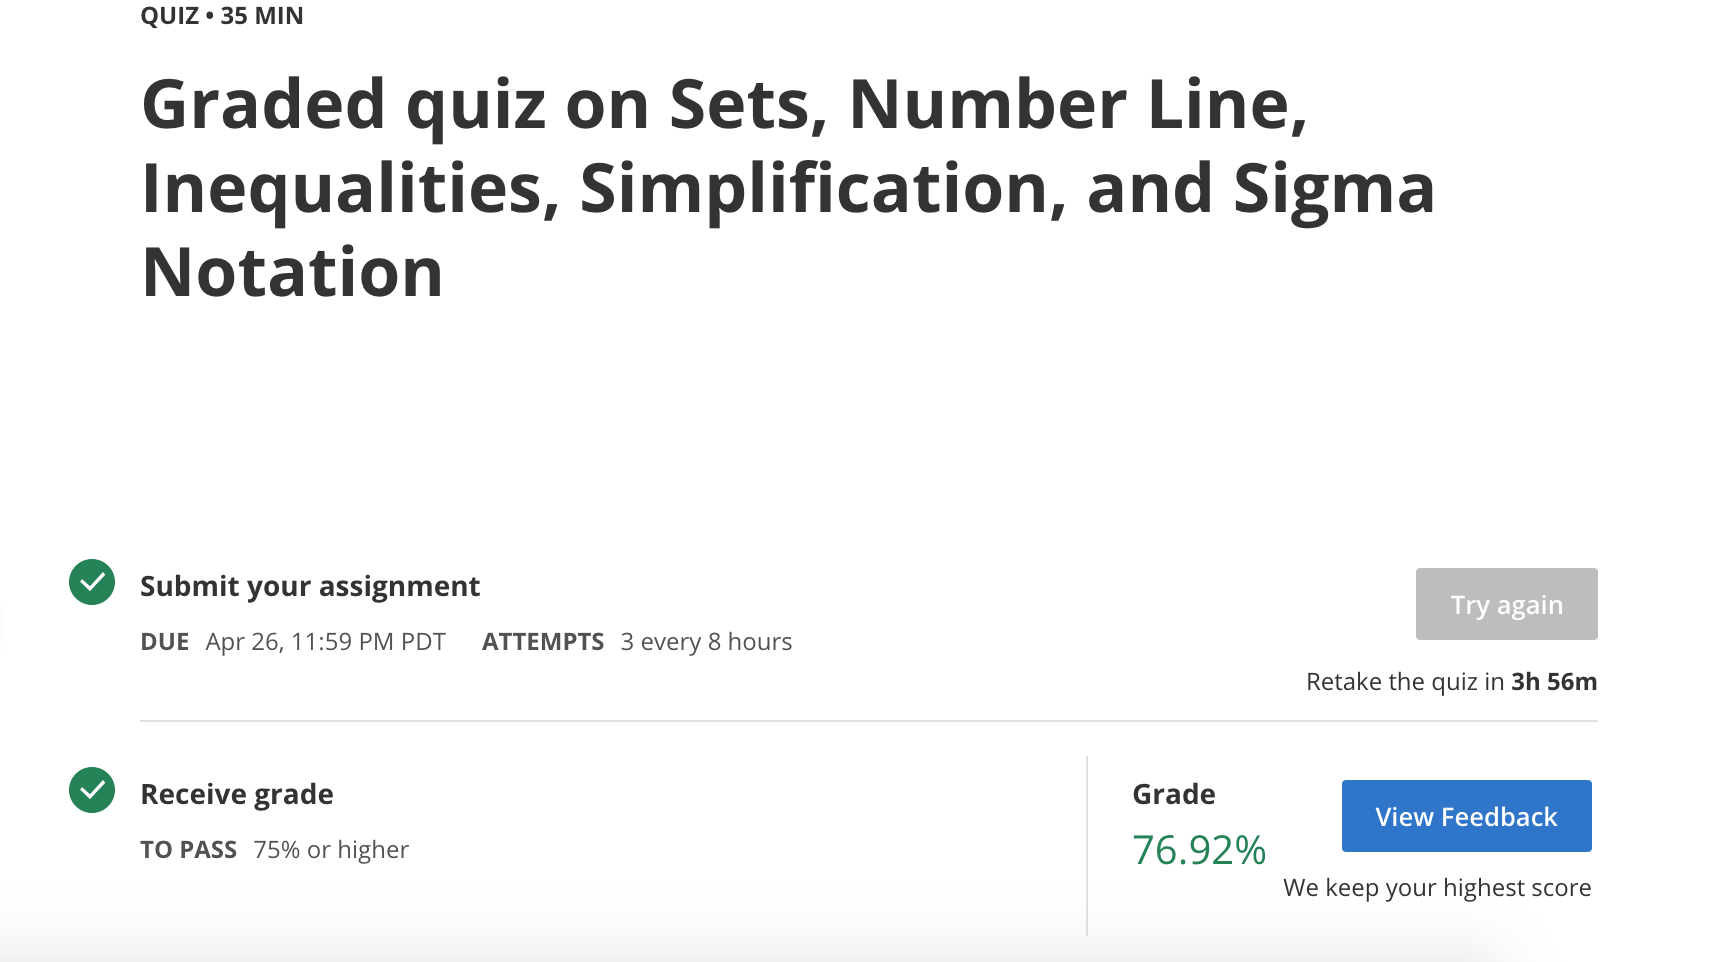 QUIZ • 35 MIN
Graded quiz on Sets, Number Line,
Inequalities, Simplification, and Sigma
Notation
Submit your assignment
DUE Apr 26, 11:59 PM PDT ATTEMPTS 3 every 8 hours
Try again
Retake the quiz in 3h 56m
Receive grade
TO PASS 75% or higher
Grade
76.92%
View Feedback
We keep your highest score